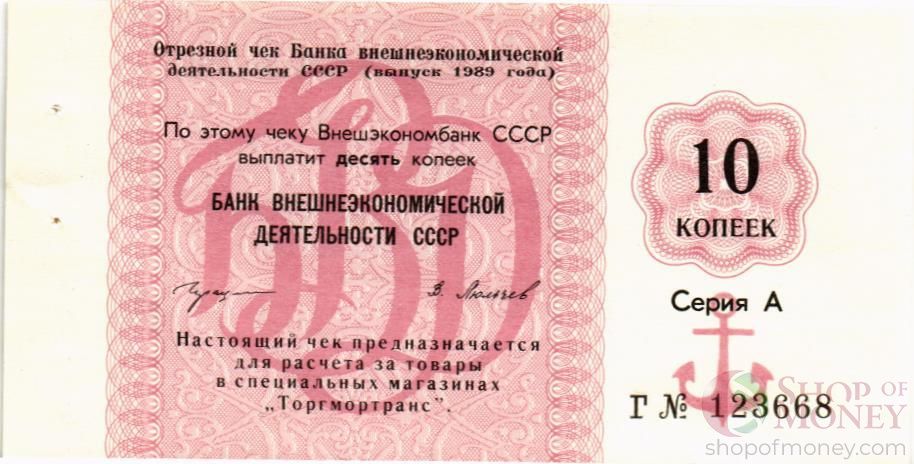 Отрезной чек Банка внешнеэкономической
деятельности СССР (выпуск 1989 года)
По этому чеку Внешэкономбанк СССР
выплатит десять копеек
БАНК ВНЕШНЕЭКОНОМИЧЕСКОЙ
ДЕЯТЕЛЬНОСТИ СССР
Настоящий чек предназначается
для расчета за товары
в специальных магазинах
„Торгмортранс".
10
КОПЕЕК
Серия А
Г № 123668
SHOP OF
MONEY
shopofmoney.com